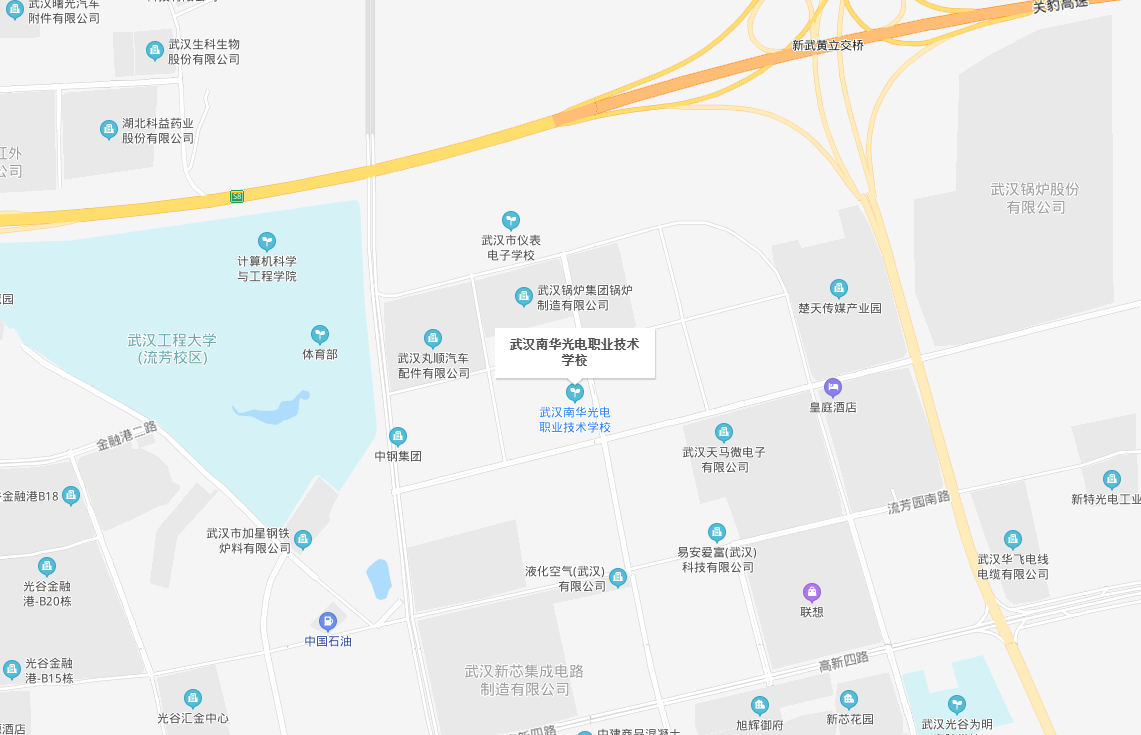 武汉曙光汽车
附件有限公司
武汉生科生物
股份有限公司
湖北科益药业
股份有限公司
江外
公司
关豹高速
新武黄立交桥
S8
武汉锅炉股份
有限公司
武汉市仪表
电子学校
计算机科学
与工程学院
武汉锅炉集团锅炉
制造有限公司
楚天传媒产业园
武汉工程大学
(流芳校区)
体育部
武汉丸顺汽车
配件有限公司
武汉南华光电职业技术
学校
武汉南华光电
职业技术学校
皇庭酒店
金融港二路
中钢集团
武汉天马微电子
有限公司
金融港B18
流芳园南路
新特光电工业
武汉市加星钢铁
炉料有限公司
易安爱富(武汉)
科技有限公司
武汉华飞电线
电缆有限公司
光谷金融
港-B20栋
液化空气(武汉)
有限公司
联想
中国石油
光谷金融
港-B15栋
武汉新芯集成电路
制造有限公司
高新四路
光谷汇金中心
旭辉御府
新芯花园
武汉光谷为明
酒店